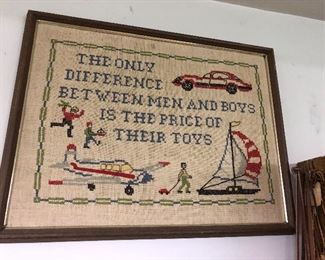 THE ONLY
DIFFERENCE
BETWEEN MEN AND BOYS
IS THE PRICE OF
THEIR TOYS